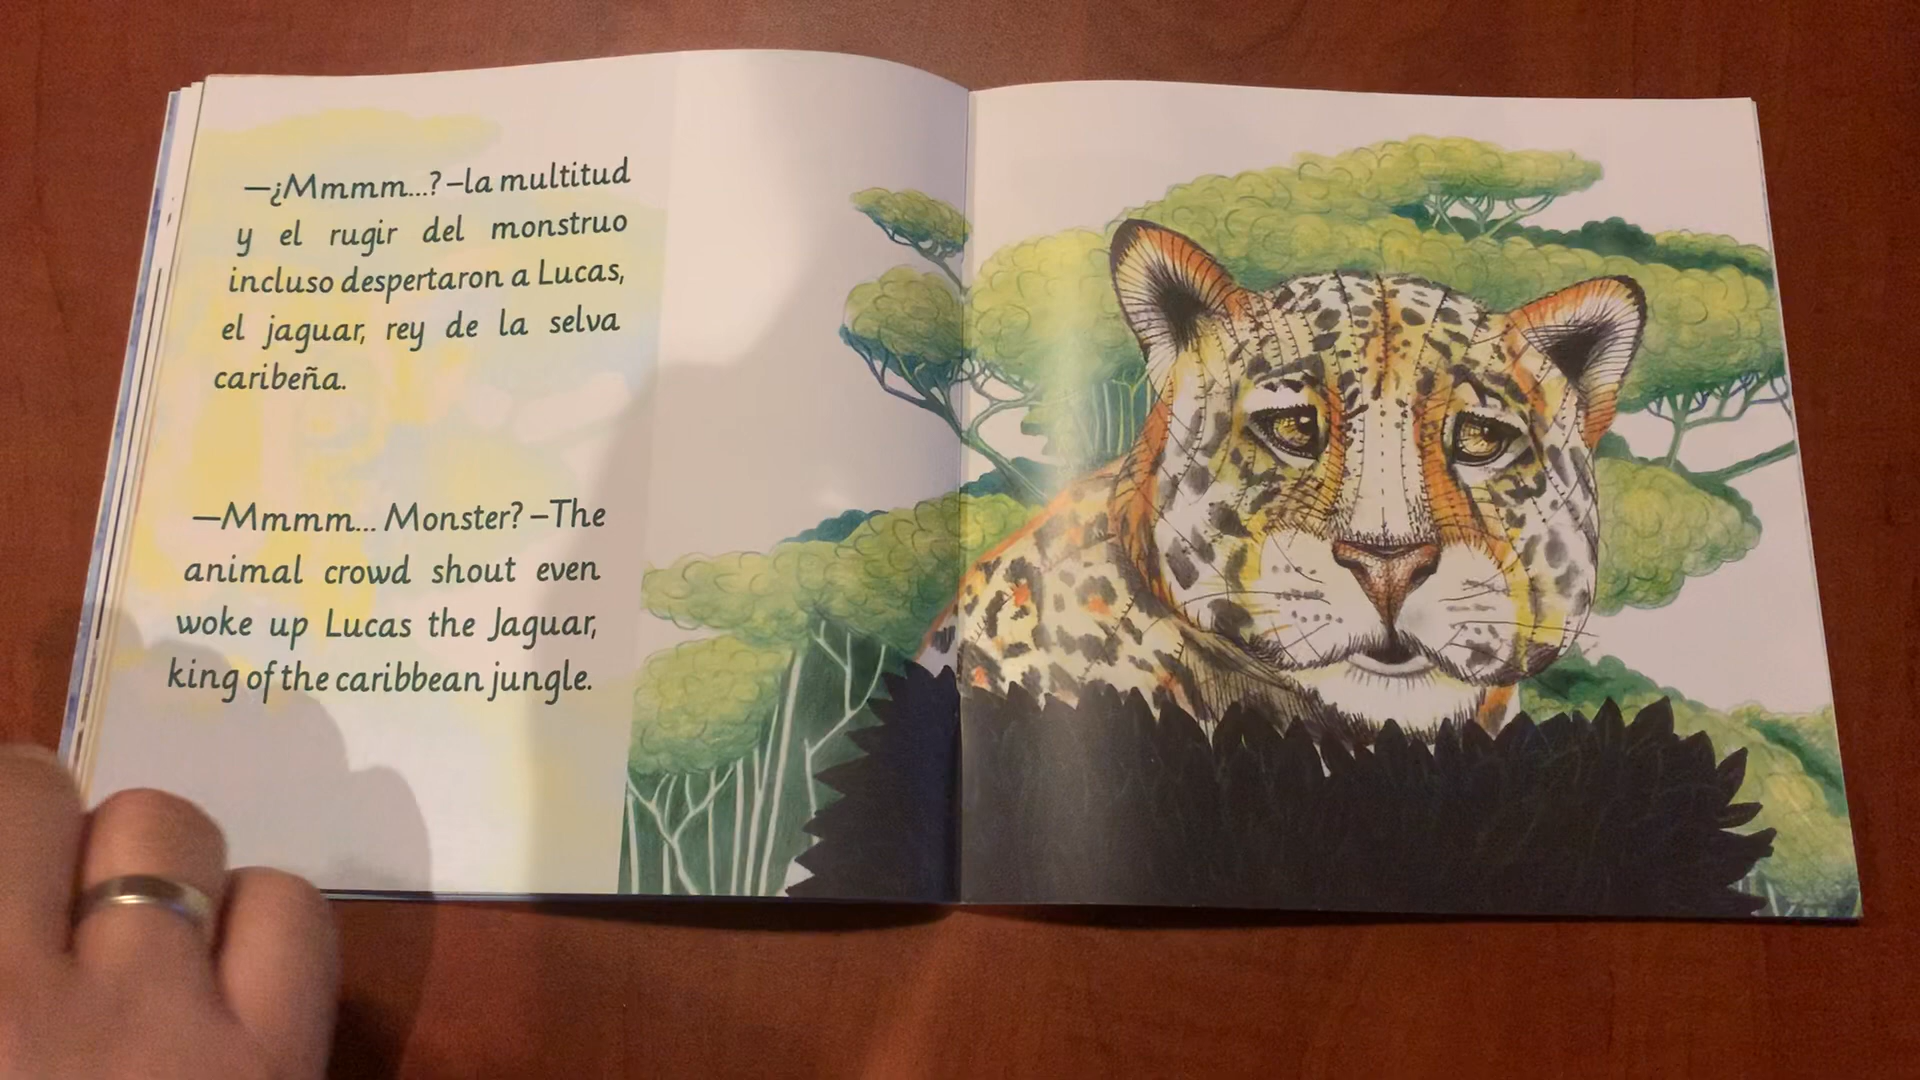 —¿Mmmm...? –la multitud
y el rugir del monstruo
incluso despertaron a Lucas,
el jaguar, rey de la selva
caribeña.
—Mmmm... Monster? –The
animal crowd shout even
woke up Lucas the Jaguar,
king of the caribbean jungle.